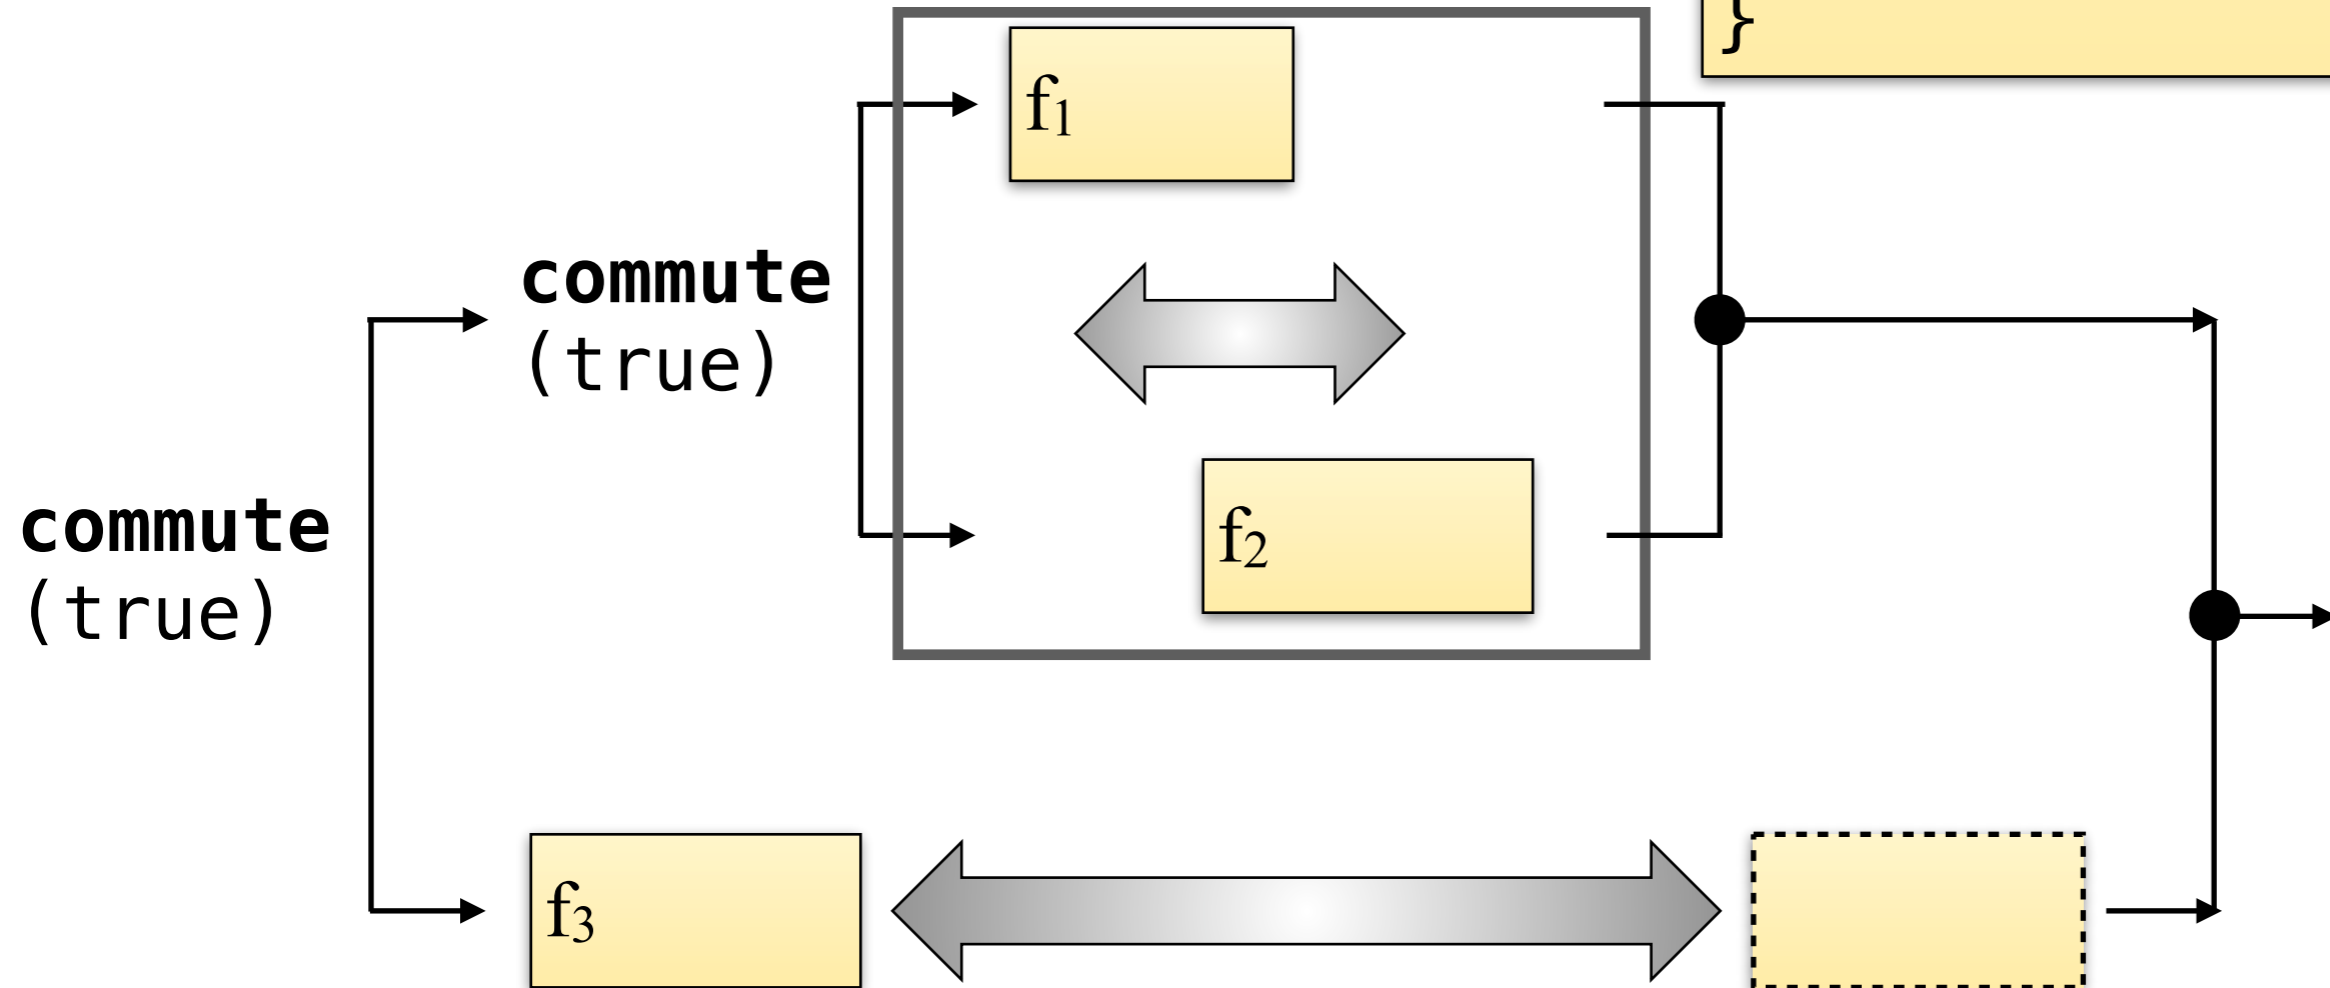 }
f₁
commute
(true)
f₂
commute
(true)
f₃